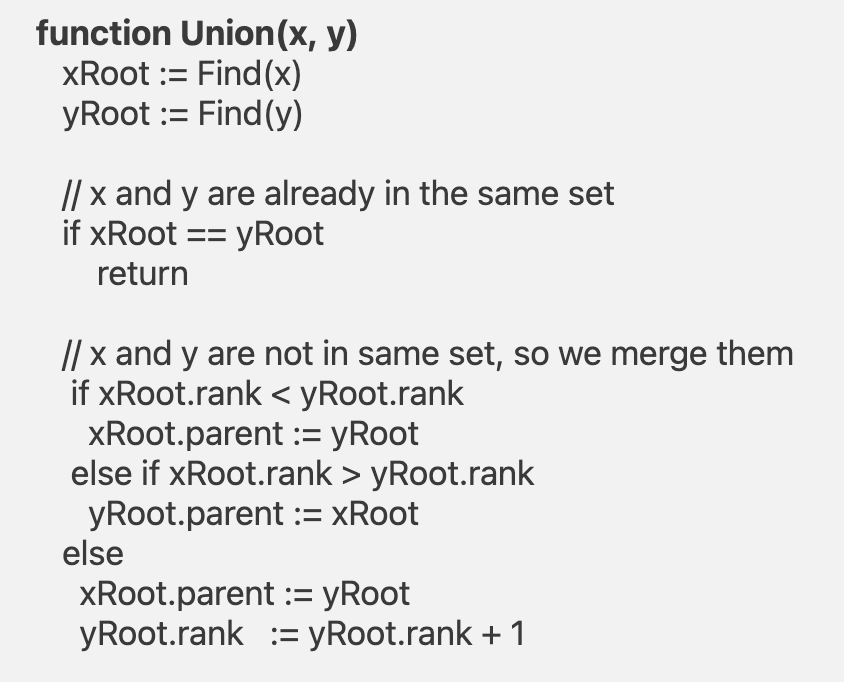 function Union(x, y)
xRoot := Find(x)
yRoot := Find(y)
// x and y are already in the same set
if xRoot == yRoot
return
// x and y are not in same set, so we merge them
if xRoot.rank < yRoot.rank
xRoot.parent := yRoot
else if xRoot.rank > yRoot.rank
yRoot.parent := xRoot
else
xRoot.parent := yRoot
yRoot.rank := yRoot.rank + 1